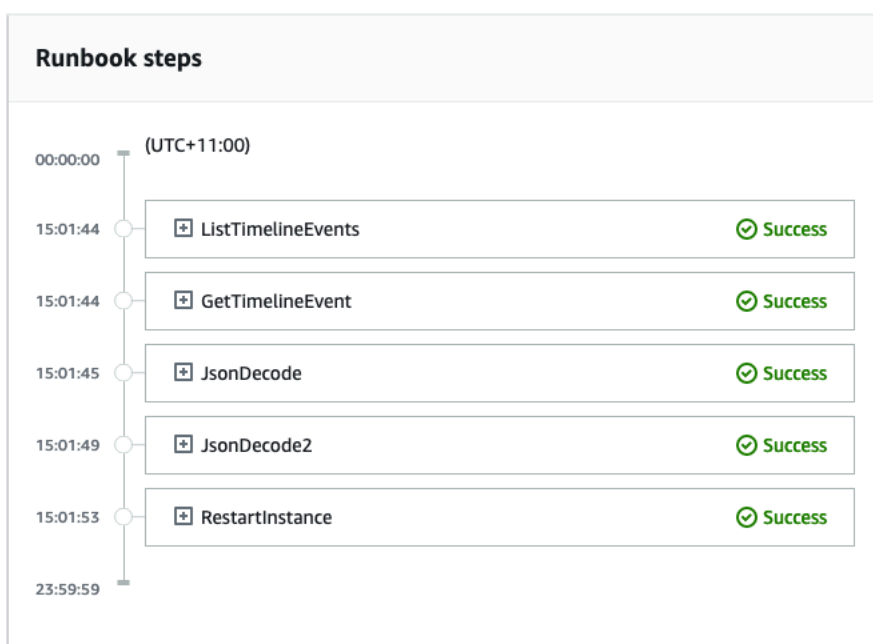 Runbook steps
(UTC+11:00)
00:00:00
15:01:44 ListTimelineEvents Success
15:01:44 GetTimelineEvent Success
15:01:45 JsonDecode Success
15:01:49 JsonDecode2 Success
15:01:53 RestartInstance Success
23:59:59